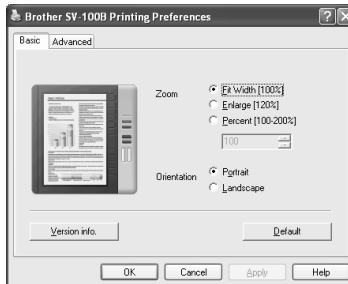 Brother SV-100B Printing Preferences
Basic
Advanced
Zoom
Fit Width [100%]
Enlarge [120%]
Percent [100-200%]
100
Orientation
Portrait
Landscape
Version info.
Default
OK
Cancel
Apply
Help